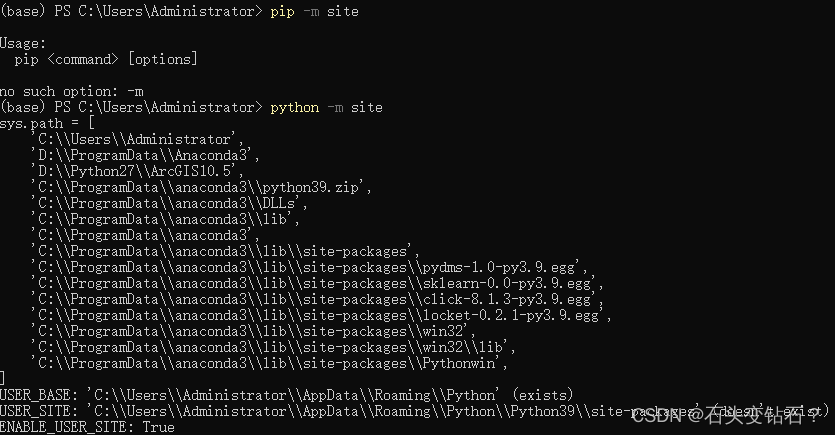 (base) PS C:\Users\Administrator> pip -m site
Usage:
pip <command> [options]
no such option: -m
(base) PS C:\Users\Administrator> python -m site
sys.path = [
'C:\\Users\\Administrator',
'D:\\ProgramData\\Anaconda3',
'D:\\Python27\\ArcGIS10.5',
'C:\\ProgramData\\anaconda3\\python39.zip',
'C:\\ProgramData\\anaconda3\\DLLs',
'C:\\ProgramData\\anaconda3\\lib',
'C:\\ProgramData\\anaconda3',
'C:\\ProgramData\\anaconda3\\lib\\site-packages',
'C:\\ProgramData\\anaconda3\\lib\\site-packages\\pydms-1.0-py3.9.egg',
'C:\\ProgramData\\anaconda3\\lib\\site-packages\\sklearn-0.0-py3.9.egg',
'C:\\ProgramData\\anaconda3\\lib\\site-packages\\click-8.1.3-py3.9.egg',
'C:\\ProgramData\\anaconda3\\lib\\site-packages\\locket-0.2.1-py3.9.egg',
'C:\\ProgramData\\anaconda3\\lib\\site-packages\\win32',
'C:\\ProgramData\\anaconda3\\lib\\site-packages\\win32\\lib',
'C:\\ProgramData\\anaconda3\\lib\\site-packages\\Pythonwin',
]
USER_BASE: 'C:\\Users\\Administrator\\AppData\\Roaming\\Python' (exists)
USER_SITE: 'C:\\Users\\Administrator\\AppData\\Roaming\\Python\\Python39\\site-packages' (doesn't exist)
ENABLE_USER_SITE: True
CSDN @石头变钻石？